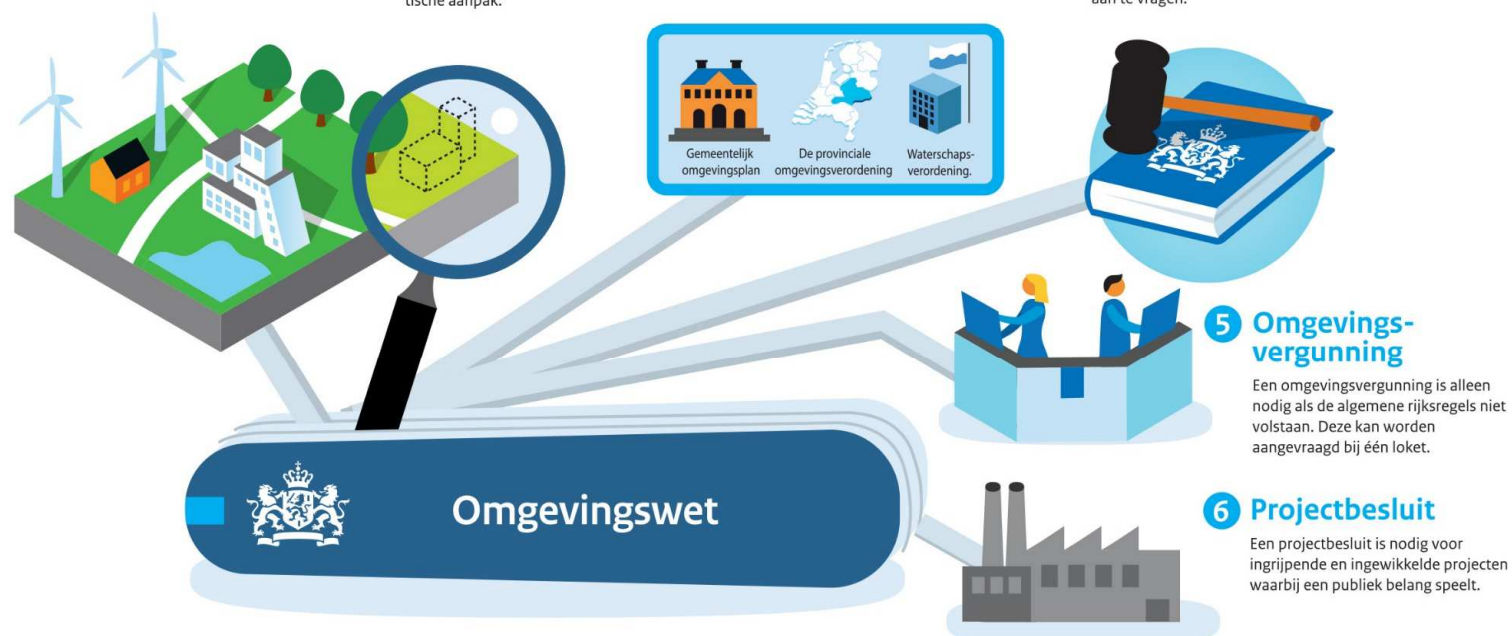 tische aanpak.
aan te vragen.
Gemeentelijk
omgevingsplan
De provinciale
omgevingsverordening
Waterschaps-
verordening.
5 Omgevings-
vergunning
Een omgevingsvergunning is alleen
nodig als de algemene rijksregels niet
volstaan. Deze kan worden
aangevraagd bij één loket.
Omgevingswet
6 Projectbesluit
Een projectbesluit is nodig voor
ingrijpende en ingewikkelde projecten
waarbij een publiek belang speelt.